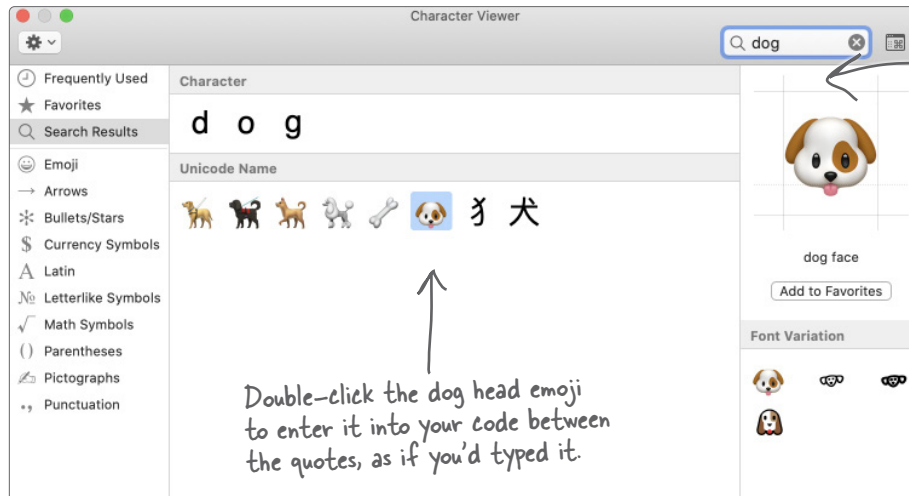 Character Viewer
dog
Frequently Used
Favorites
Search Results
Emoji
Arrows
Bullets/Stars
$ Currency Symbols
A Latin
№ Letterlike Symbols
√ Math Symbols
() Parentheses
Pictographs
., Punctuation
Character
d o g
Unicode Name
犭 犬
Double-click the dog head emoji
to enter it into your code between
the quotes, as if you'd typed it.
dog face
Add to Favorites
Font Variation